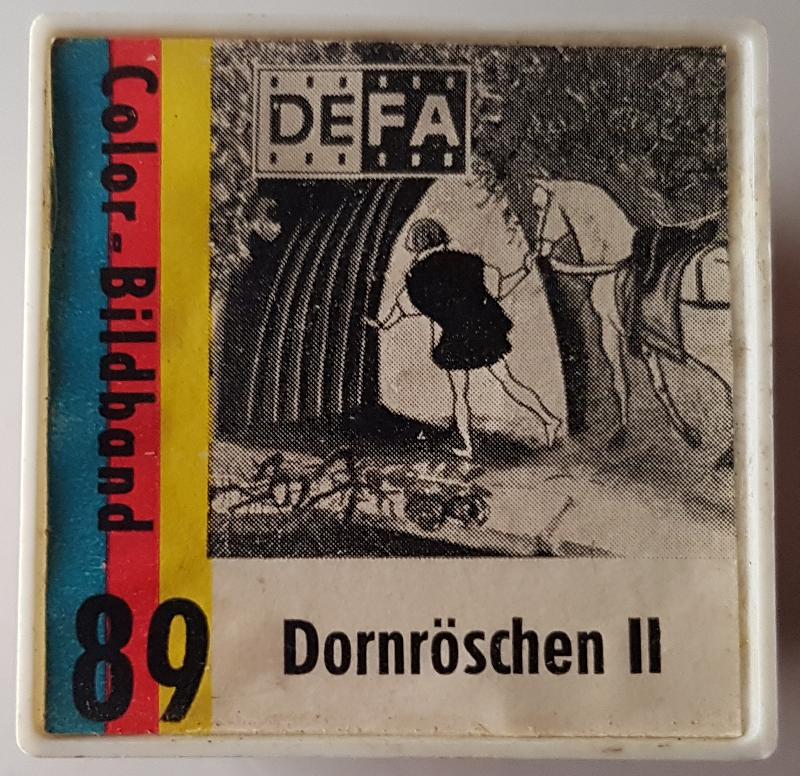 DEFA
Color-Bildband
89
Dornröschen II